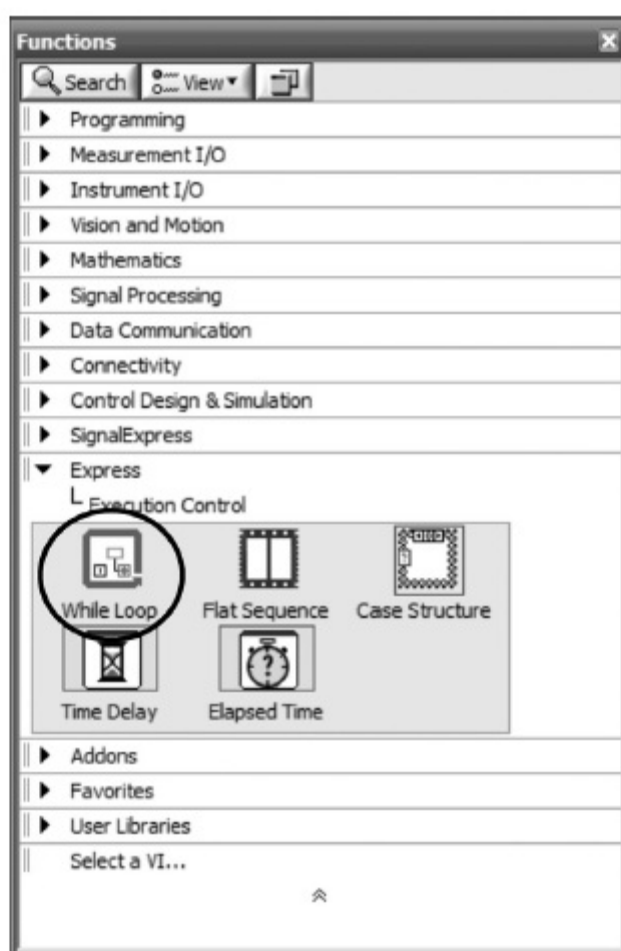 Functions
Search View
Programming
Measurement I/O
Instrument I/O
Vision and Motion
Mathematics
Signal Processing
Data Communication
Connectivity
Control Design & Simulation
SignalExpress
Express
Execution Control
While Loop Flat Sequence Case Structure
Time Delay Elapsed Time
Addons
Favorites
User Libraries
Select a VI...